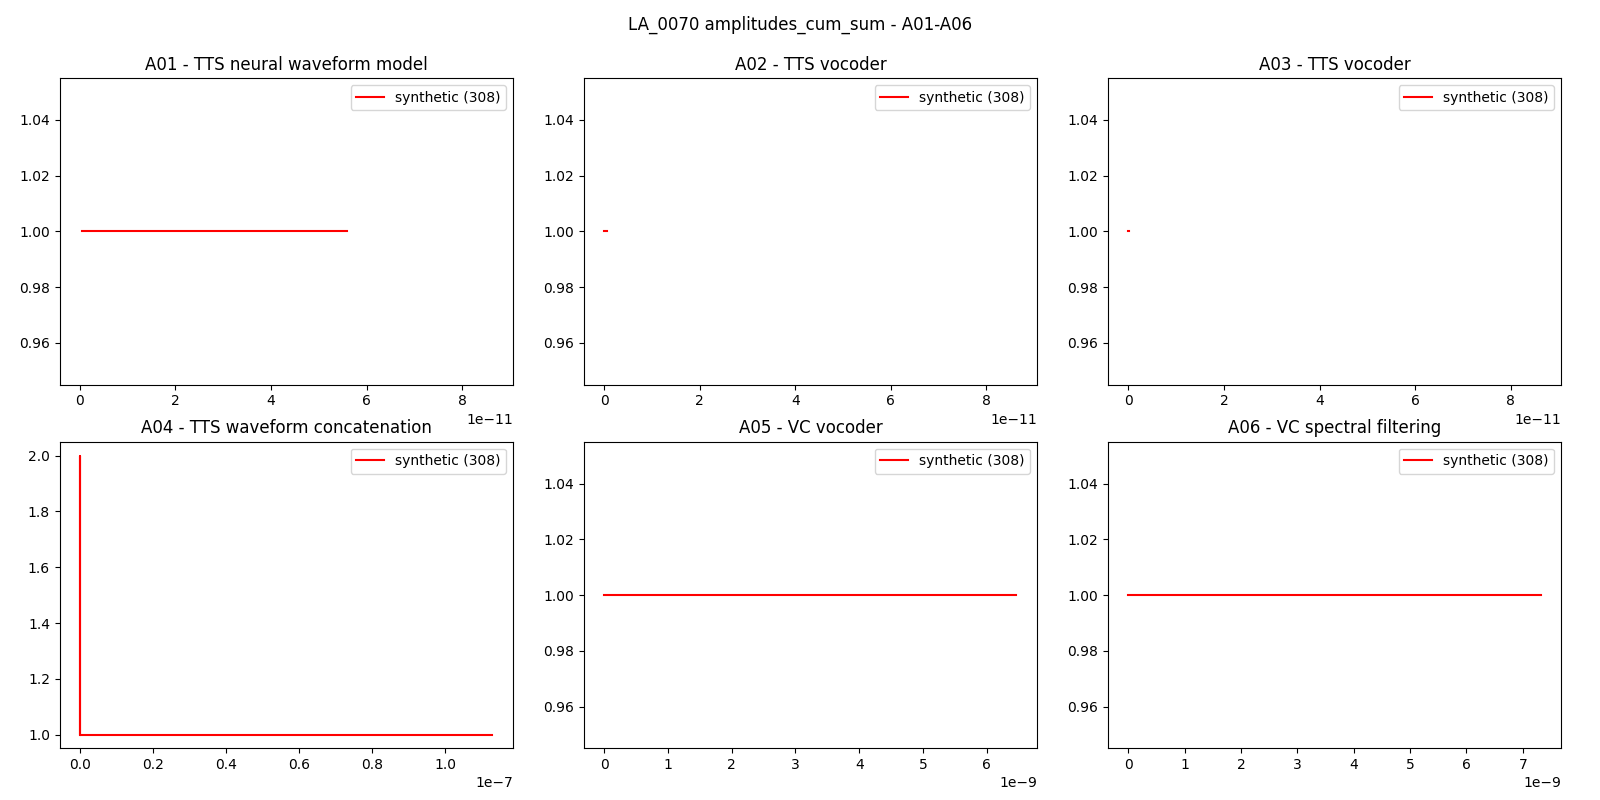 LA_0070 amplitudes_cum_sum - A01-A06
A01 - TTS neural waveform model
synthetic (308)
1.04
1.02
1.00
0.98
0.96
0 2 4 6 8
1e−11
A02 - TTS vocoder
synthetic (308)
1.04
1.02
1.00
0.98
0.96
0 2 4 6 8
1e−11
A03 - TTS vocoder
synthetic (308)
1.04
1.02
1.00
0.98
0.96
0 2 4 6 8
1e−11
A04 - TTS waveform concatenation
synthetic (308)
2.0
1.8
1.6
1.4
1.2
1.0
0.0 0.2 0.4 0.6 0.8 1.0
1e−7
A05 - VC vocoder
synthetic (308)
1.04
1.02
1.00
0.98
0.96
0 1 2 3 4 5 6
1e−9
A06 - VC spectral filtering
synthetic (308)
1.04
1.02
1.00
0.98
0.96
0 1 2 3 4 5 6 7
1e−9